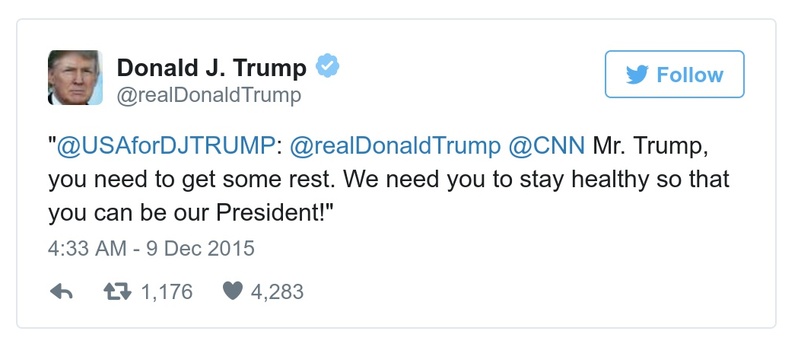 Donald J. Trump
@realDonaldTrump
Follow
"@USAforDJTRUMP: @realDonaldTrump @CNN Mr. Trump,
you need to get some rest. We need you to stay healthy so that
you can be our President!"
4:33 AM - 9 Dec 2015
1,176 4,283